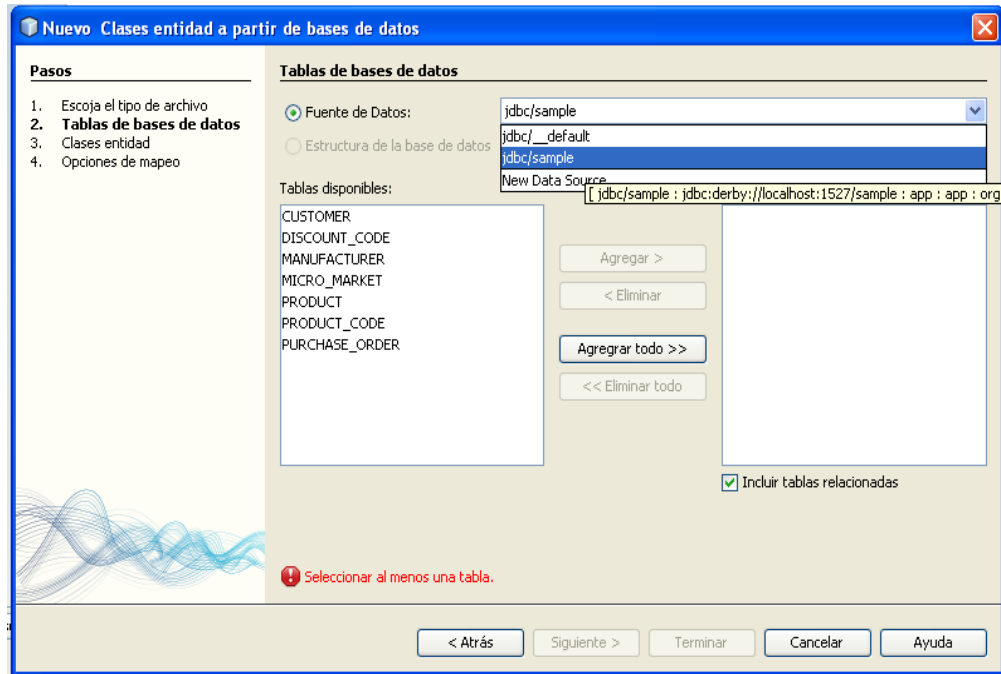 Nuevo Clases entidad a partir de bases de datos
Pasos
1. Escoja el tipo de archivo
2. Tablas de bases de datos
3. Clases entidad
4. Opciones de mapeo
Tablas de bases de datos
Fuente de Datos:
jdbc/sample
jdbc/__default
jdbc/sample
New Data Source
[ jdbc/sample : jdbc:derby://localhost:1527/sample : app : app : org
Estructura de la base de datos
Tablas disponibles:
CUSTOMER
DISCOUNT_CODE
MANUFACTURER
MICRO_MARKET
PRODUCT
PRODUCT_CODE
PURCHASE_ORDER
Agregar >
< Eliminar
Agregrar todo >>
<< Eliminar todo
Incluir tablas relacionadas
Seleccionar al menos una tabla.
< Atrás
Siguiente >
Terminar
Cancelar
Ayuda